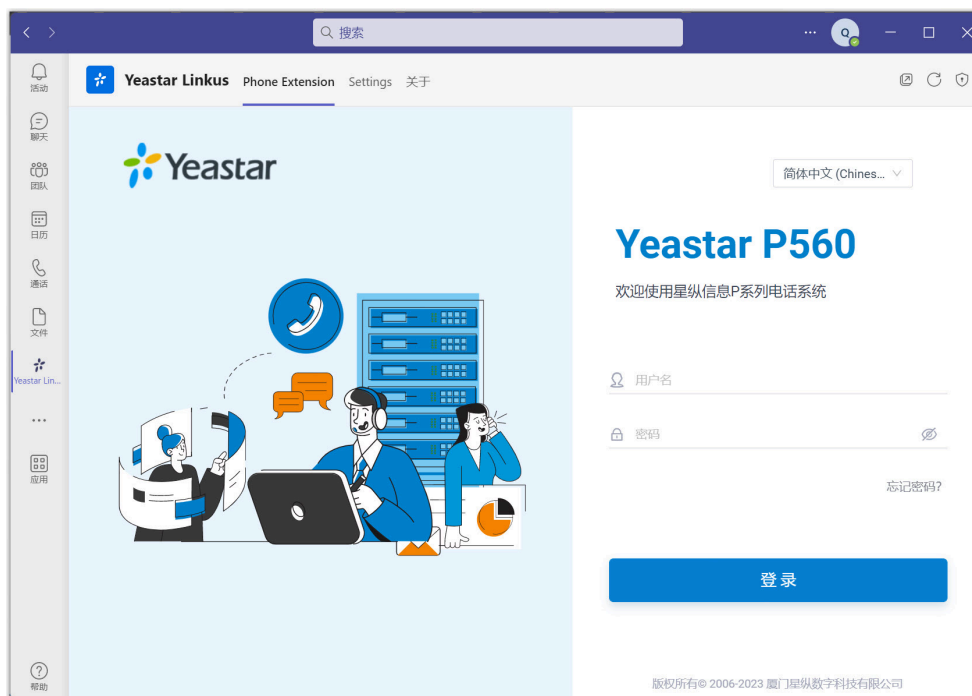 搜索
Q
活动
聊天
团队
日历
通话
文件
Yeastar Lin...
应用
帮助
Yeastar Linkus Phone Extension Settings 关于
Yeastar
简体中文 (Chines...
Yeastar P560
欢迎使用星纵信息P系列电话系统
用户名
密码
忘记密码?
登录
版权所有© 2006-2023 厦门星纵数字科技有限公司